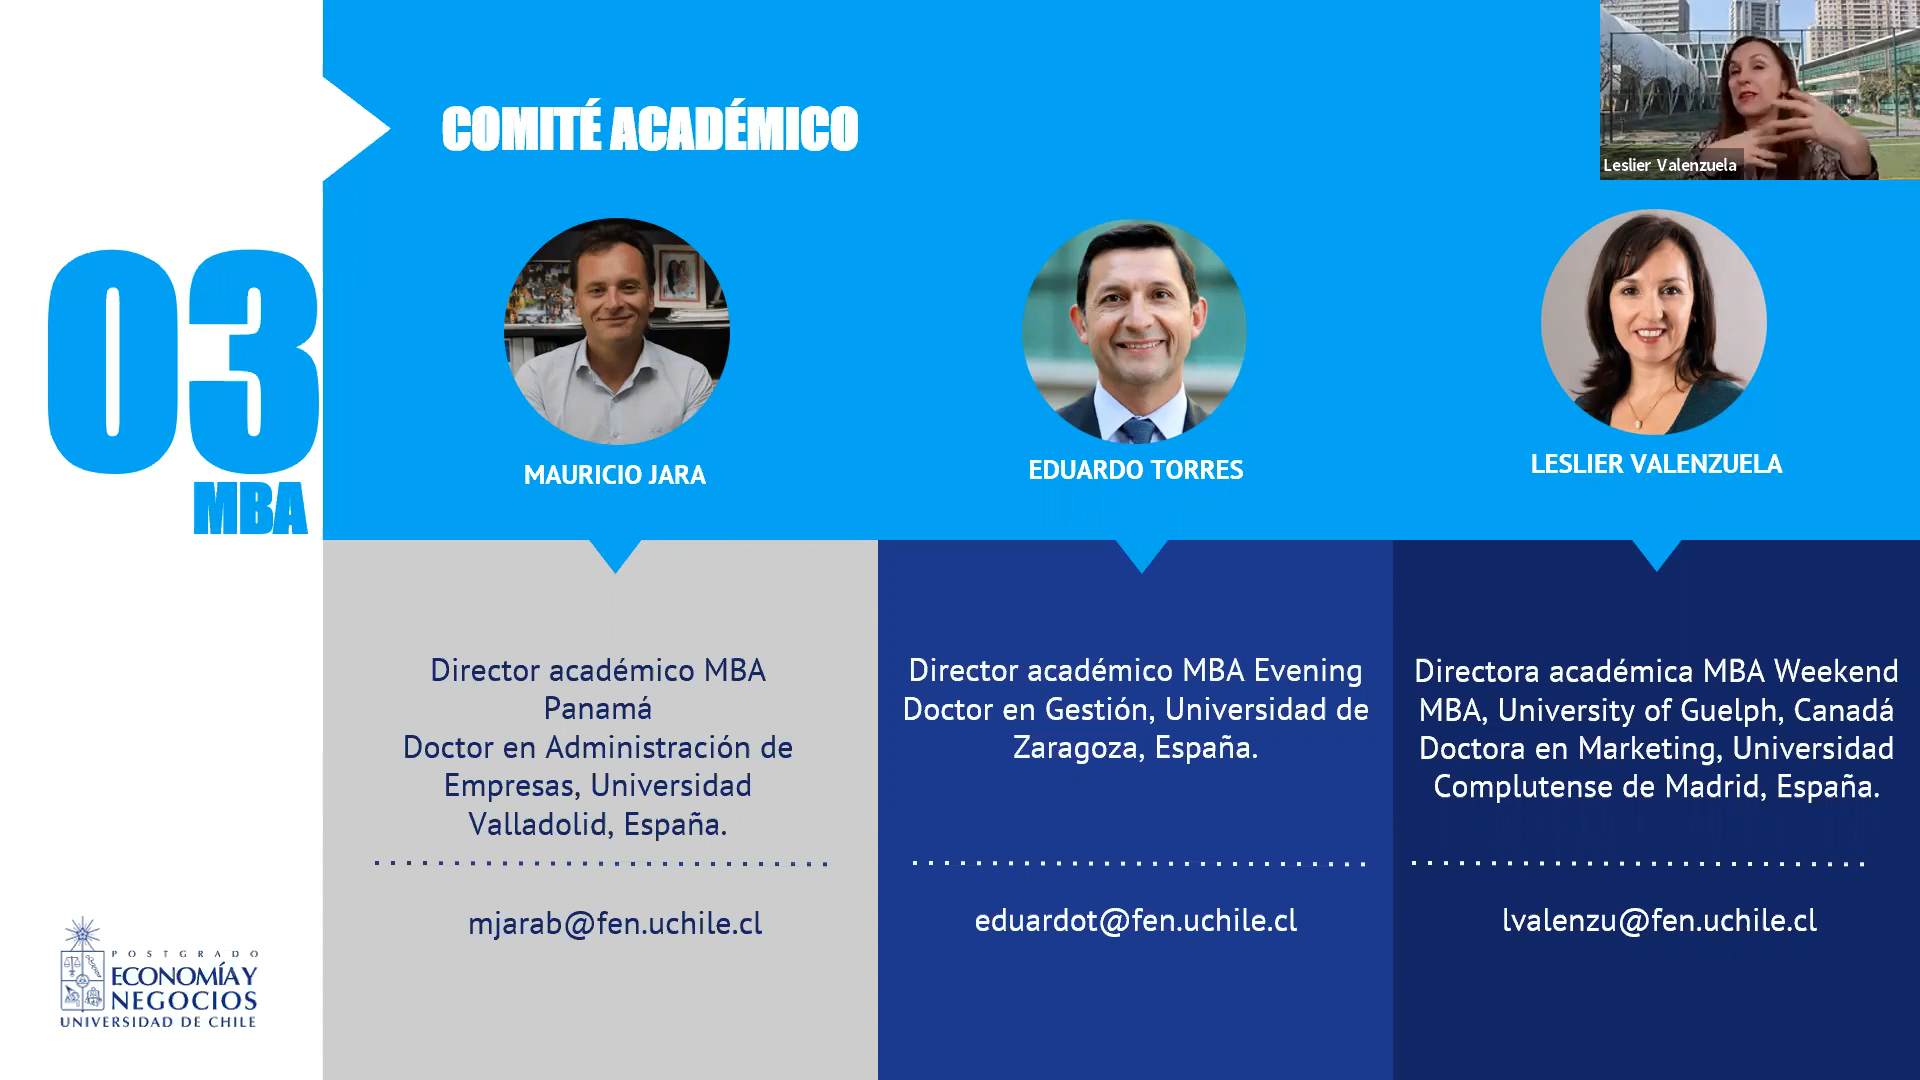 COMITÉ ACADÉMICO
Leslier Valenzuela
03
MBA
MAURICIO JARA
EDUARDO TORRES
LESLIER VALENZUELA
Director académico MBA
Panamá
Doctor en Administración de
Empresas, Universidad
Valladolid, España.
mjarab@fen.uchile.cl
Director académico MBA Evening
Doctor en Gestión, Universidad de
Zaragoza, España.
eduardot@fen.uchile.cl
Directora académica MBA Weekend
MBA, University of Guelph, Canadá
Doctora en Marketing, Universidad
Complutense de Madrid, España.
lvalenzu@fen.uchile.cl
POSTGRADO
ECONOMÍA Y
NEGOCIOS
UNIVERSIDAD DE CHILE